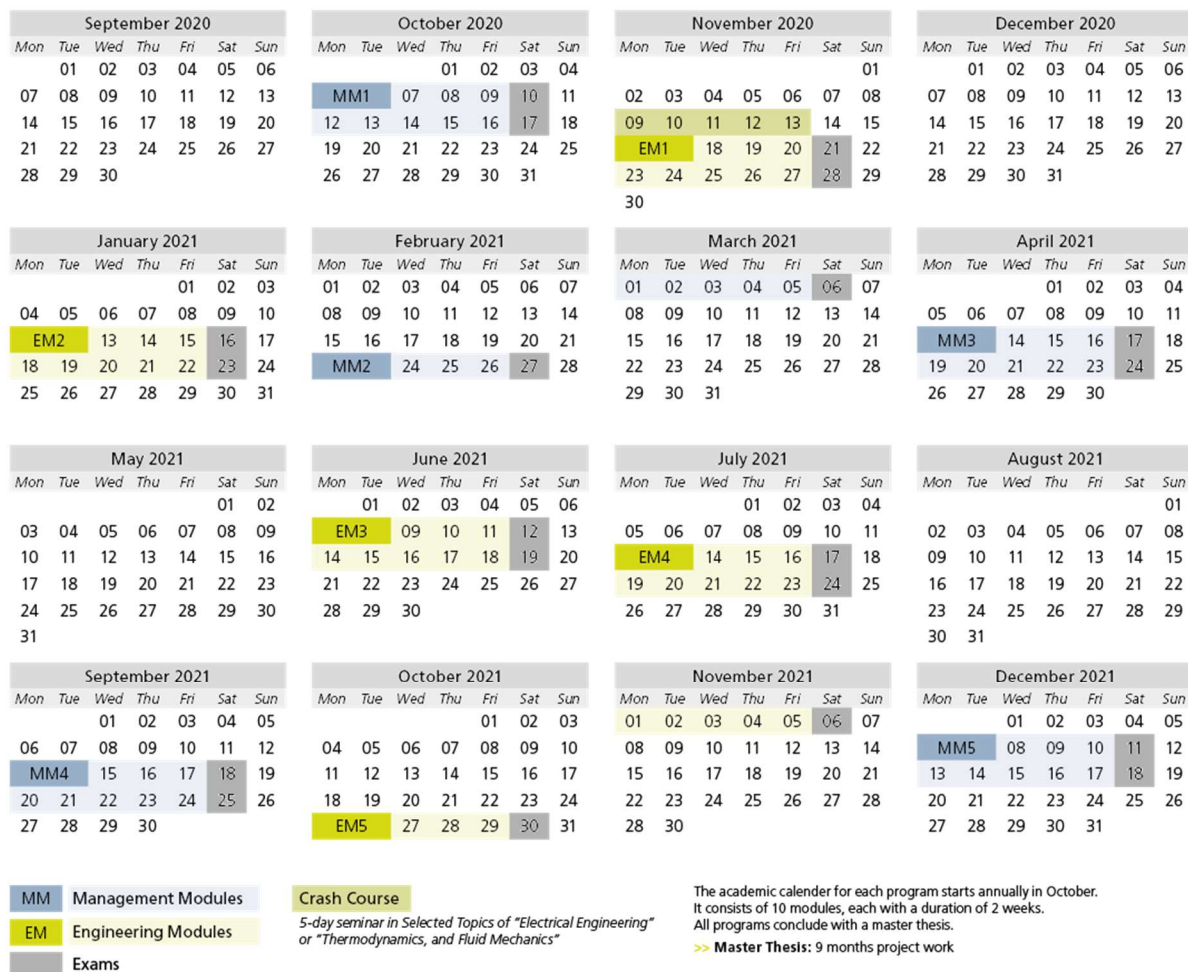 September 2020
Mon Tue Wed Thu Fri Sat Sun
01 02 03 04 05 06
07 08 09 10 11 12 13
14 15 16 17 18 19 20
21 22 23 24 25 26 27
28 29 30
October 2020
Mon Tue Wed Thu Fri Sat Sun
01 02 03 04
MM1 07 08 09 10 11
12 13 14 15 16 17 18
19 20 21 22 23 24 25
26 27 28 29 30 31
November 2020
Mon Tue Wed Thu Fri Sat Sun
01
02 03 04 05 06 07 08
09 10 11 12 13 14 15
EM1 18 19 20 21 22
23 24 25 26 27 28 29
30
December 2020
Mon Tue Wed Thu Fri Sat Sun
01 02 03 04 05 06
07 08 09 10 11 12 13
14 15 16 17 18 19 20
21 22 23 24 25 26 27
28 29 30 31
January 2021
Mon Tue Wed Thu Fri Sat Sun
01 02 03
04 05 06 07 08 09 10
EM2 13 14 15 16 17
18 19 20 21 22 23 24
25 26 27 28 29 30 31
February 2021
Mon Tue Wed Thu Fri Sat Sun
01 02 03 04 05 06 07
08 09 10 11 12 13 14
15 16 17 18 19 20 21
MM2 24 25 26 27 28
March 2021
Mon Tue Wed Thu Fri Sat Sun
01 02 03 04 05 06 07
08 09 10 11 12 13 14
15 16 17 18 19 20 21
22 23 24 25 26 27 28
29 30 31
April 2021
Mon Tue Wed Thu Fri Sat Sun
01 02 03 04
05 06 07 08 09 10 11
MM3 14 15 16 17 18
19 20 21 22 23 24 25
26 27 28 29 30
May 2021
Mon Tue Wed Thu Fri Sat Sun
01 02
03 04 05 06 07 08 09
10 11 12 13 14 15 16
17 18 19 20 21 22 23
24 25 26 27 28 29 30
31
June 2021
Mon Tue Wed Thu Fri Sat Sun
01 02 03 04 05 06
EM3 09 10 11 12 13
14 15 16 17 18 19 20
21 22 23 24 25 26 27
28 29 30
July 2021
Mon Tue Wed Thu Fri Sat Sun
01 02 03 04
05 06 07 08 09 10 11
EM4 14 15 16 17 18
19 20 21 22 23 24 25
26 27 28 29 30 31
August 2021
Mon Tue Wed Thu Fri Sat Sun
01
02 03 04 05 06 07 08
09 10 11 12 13 14 15
16 17 18 19 20 21 22
23 24 25 26 27 28 29
30 31
September 2021
Mon Tue Wed Thu Fri Sat Sun
01 02 03 04 05
06 07 08 09 10 11 12
MM4 15 16 17 18 19
20 21 22 23 24 25 26
27 28 29 30
October 2021
Mon Tue Wed Thu Fri Sat Sun
01 02 03
04 05 06 07 08 09 10
11 12 13 14 15 16 17
18 19 20 21 22 23 24
EM5 27 28 29 30 31
November 2021
Mon Tue Wed Thu Fri Sat Sun
01 02 03 04 05 06 07
08 09 10 11 12 13 14
15 16 17 18 19 20 21
22 23 24 25 26 27 28
28 30
December 2021
Mon Tue Wed Thu Fri Sat Sun
01 02 03 04 05
MM5 08 09 10 11 12
13 14 15 16 17 18 19
20 21 22 23 24 25 26
27 28 29 30 31
MM Management Modules
EM Engineering Modules
Exams
Crash Course
5-day seminar in Selected Topics of "Electrical Engineering"
or "Thermodynamics, and Fluid Mechanics"
The academic calender for each program starts annually in October.
It consists of 10 modules, each with a duration of 2 weeks.
All programs conclude with a master thesis.
>> Master Thesis: 9 months project work